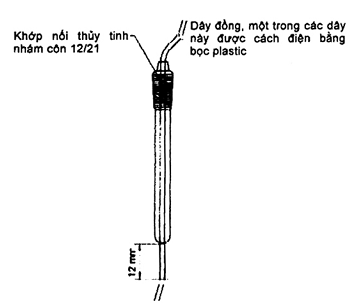 Khớp nối thủy tinh
nhám côn 12/21
Dây đồng, một trong các dây
này được cách điện bằng
bọc plastic
12 mm